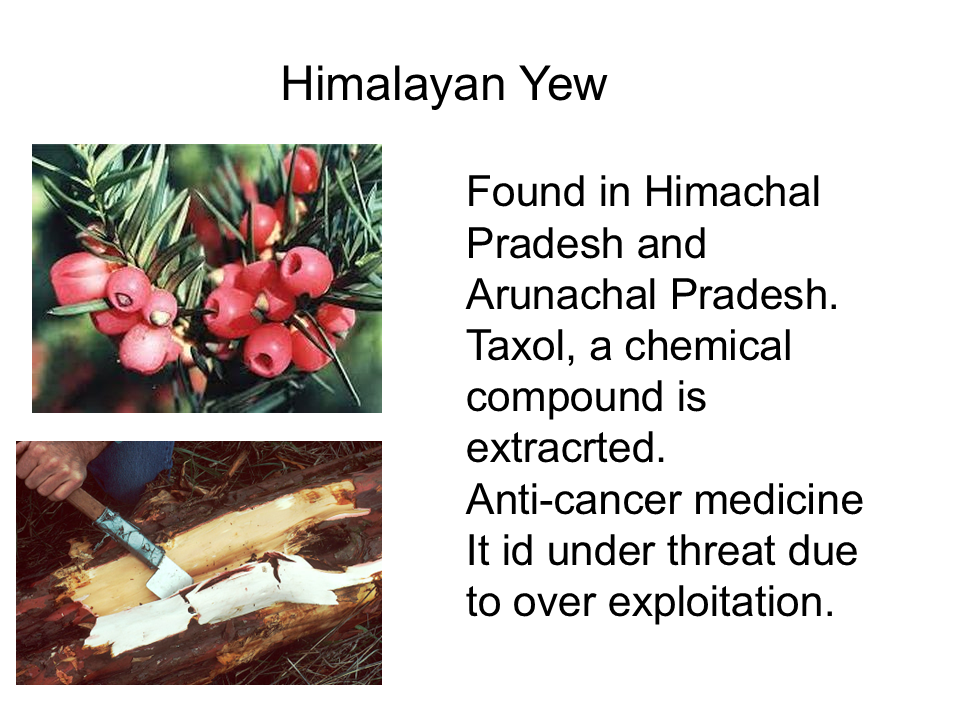 Himalayan Yew
Found in Himachal
Pradesh and
Arunachal Pradesh.
Taxol, a chemical
compound is
extracrted.
Anti-cancer medicine
It id under threat due
to over exploitation.